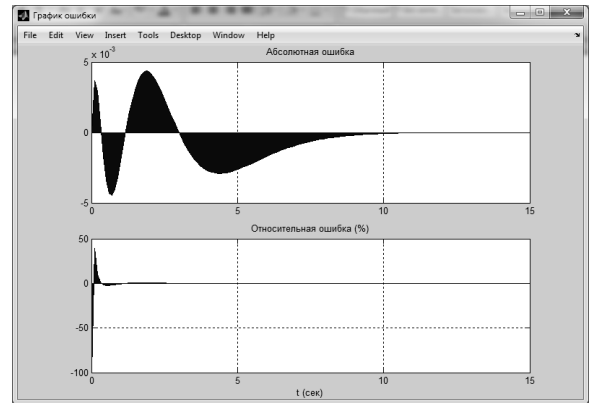 График ошибки
File Edit View Insert Tools Desktop Window Help
Абсолютная ошибка
× 10⁻³
5
0
-5
0 5 10 15
Относительная ошибка (%)
50
0
-50
-100
0 5 10 15
t (сек)